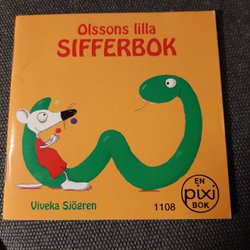 Olssons lilla
SIFFERBOK
Viveka Sjögren
1108
EN
pixi
BOK